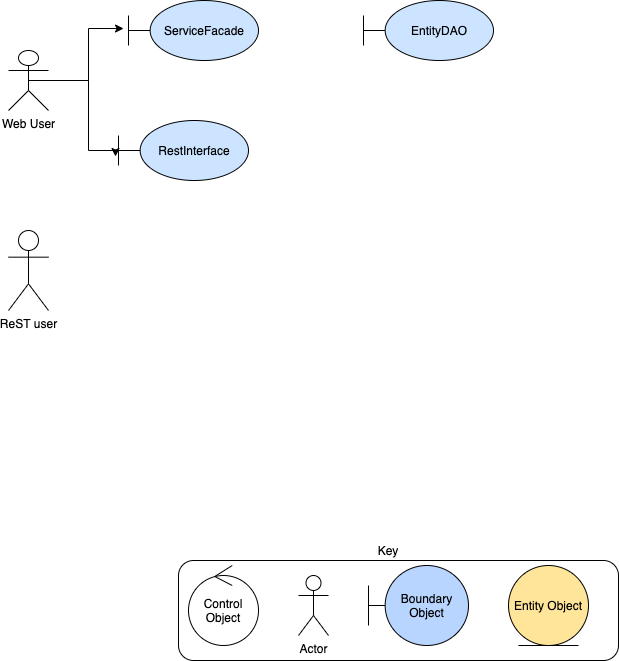 ServiceFacade
EntityDAO
Web User
RestInterface
ReST user
Key
Control
Object
Actor
Boundary
Object
Entity Object